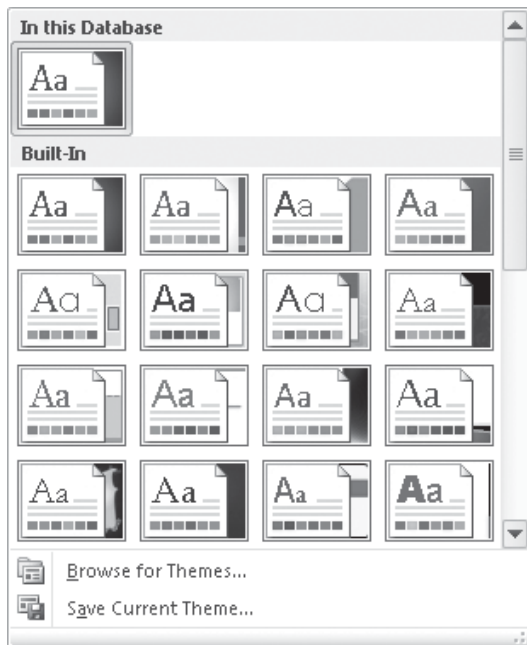 In this Database
Aa
Built-In
Aa Aa Aa Aa
Aa Aa Aa Aa
Aa Aa Aa Aa
Aa Aa Aa Aa
Browse for Themes...
Save Current Theme...